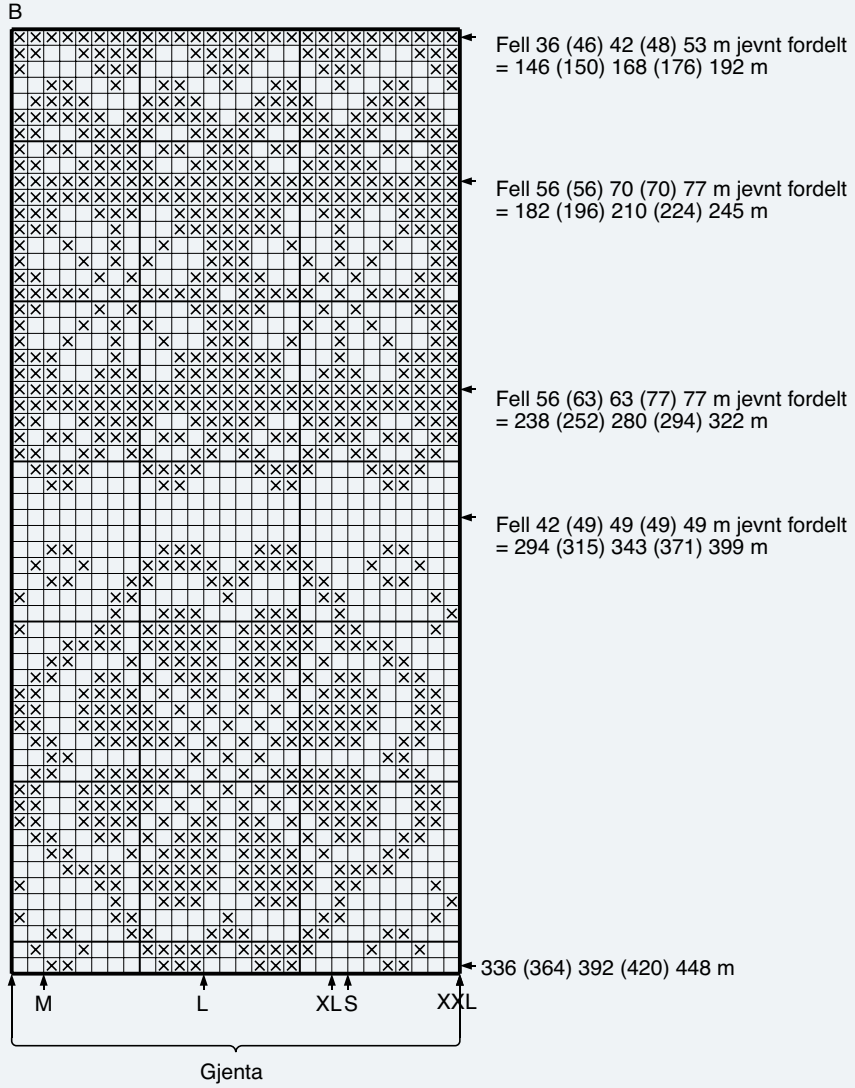 B
Fell 36 (46) 42 (48) 53 m jevnt fordelt
= 146 (150) 168 (176) 192 m
Fell 56 (56) 70 (70) 77 m jevnt fordelt
= 182 (196) 210 (224) 245 m
Fell 56 (63) 63 (77) 77 m jevnt fordelt
= 238 (252) 280 (294) 322 m
Fell 42 (49) 49 (49) 49 m jevnt fordelt
= 294 (315) 343 (371) 399 m
336 (364) 392 (420) 448 m
M L XL S XXL
Gjenta